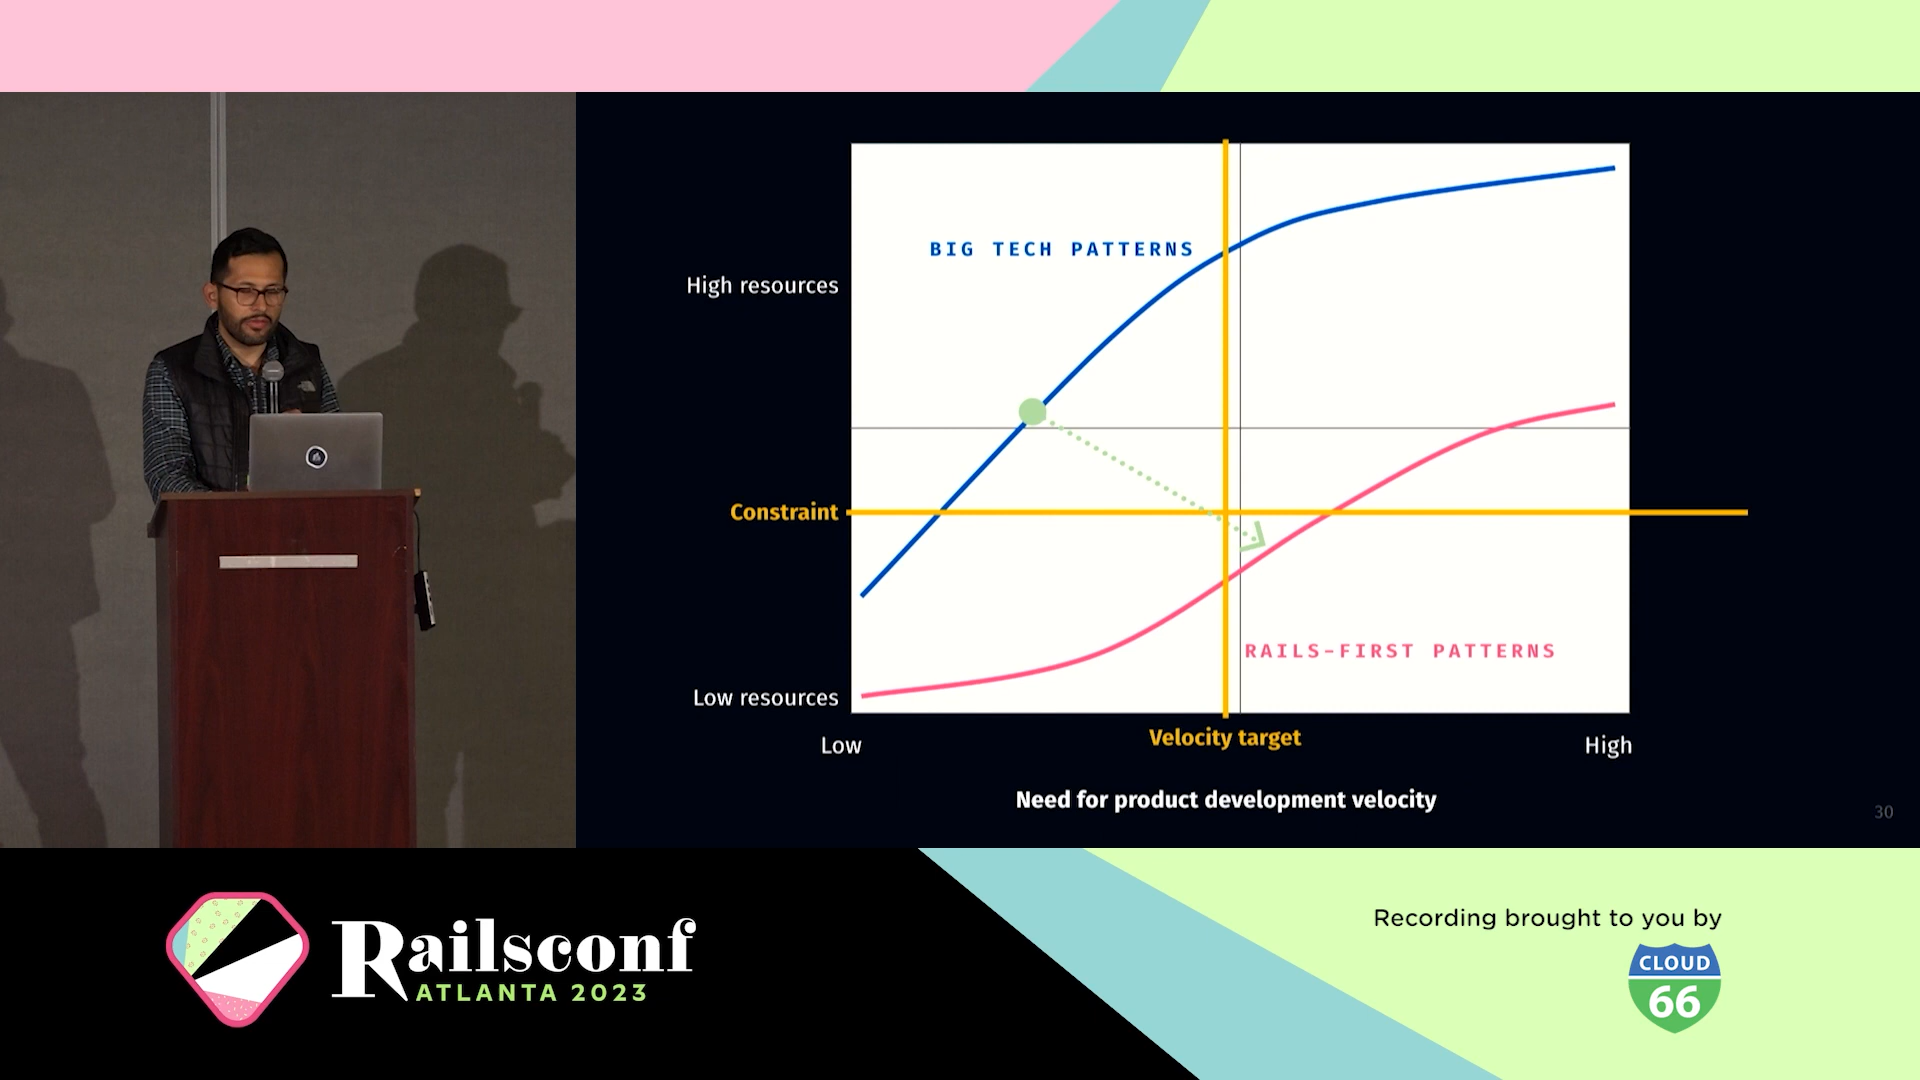 BIG TECH PATTERNS
High resources
Constraint
RAILS-FIRST PATTERNS
Low resources
Low
Velocity target
High
Need for product development velocity
30
Railsconf
ATLANTA 2023
Recording brought to you by
CLOUD
66